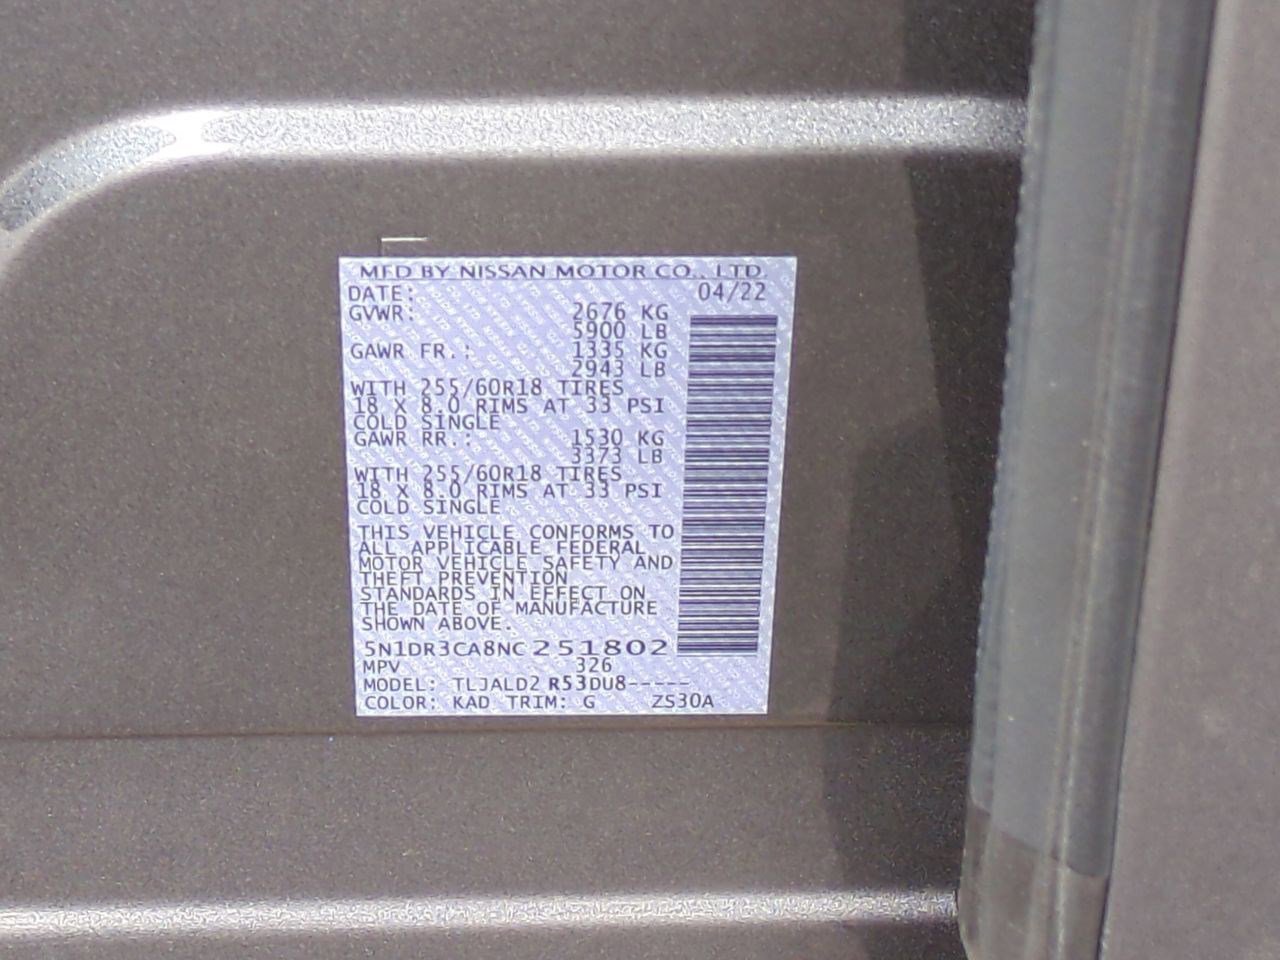 MFD BY NISSAN MOTOR CO., LTD.
DATE: 04/22
GVWR: 2676 KG
5900 LB
GAWR FR.: 1335 KG
2943 LB
WITH 255/60R18 TIRES
18 X 8.0 RIMS AT 33 PSI
COLD SINGLE
GAWR RR.: 1530 KG
3373 LB
WITH 255/60R18 TIRES
18 X 8.0 RIMS AT 33 PSI
COLD SINGLE
THIS VEHICLE CONFORMS TO
ALL APPLICABLE FEDERAL
MOTOR VEHICLE SAFETY AND
THEFT PREVENTION
STANDARDS IN EFFECT ON
THE DATE OF MANUFACTURE
SHOWN ABOVE.
5N1DR3CA8NC251802
MPV 326
MODEL: TLJALD2 R53DU8-----
COLOR: KAD TRIM: G ZS30A